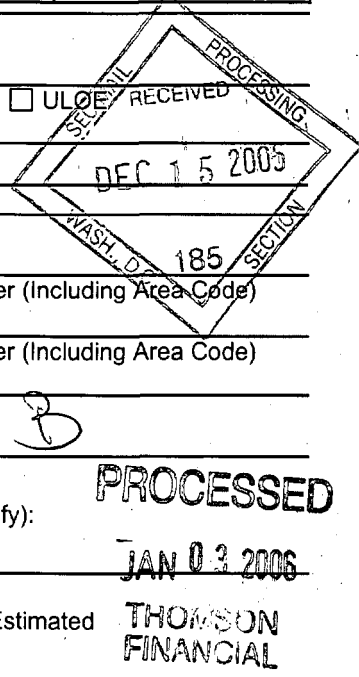 ☐ ULOE
SEC MAIL
RECEIVED
PROCESSING
DEC 15 2005
WASH., D.C.
185
SECTION
er (Including Area Code)
er (Including Area Code)
PROCESSED
fy):
JAN 03 2006
Estimated
THOMSON
FINANCIAL